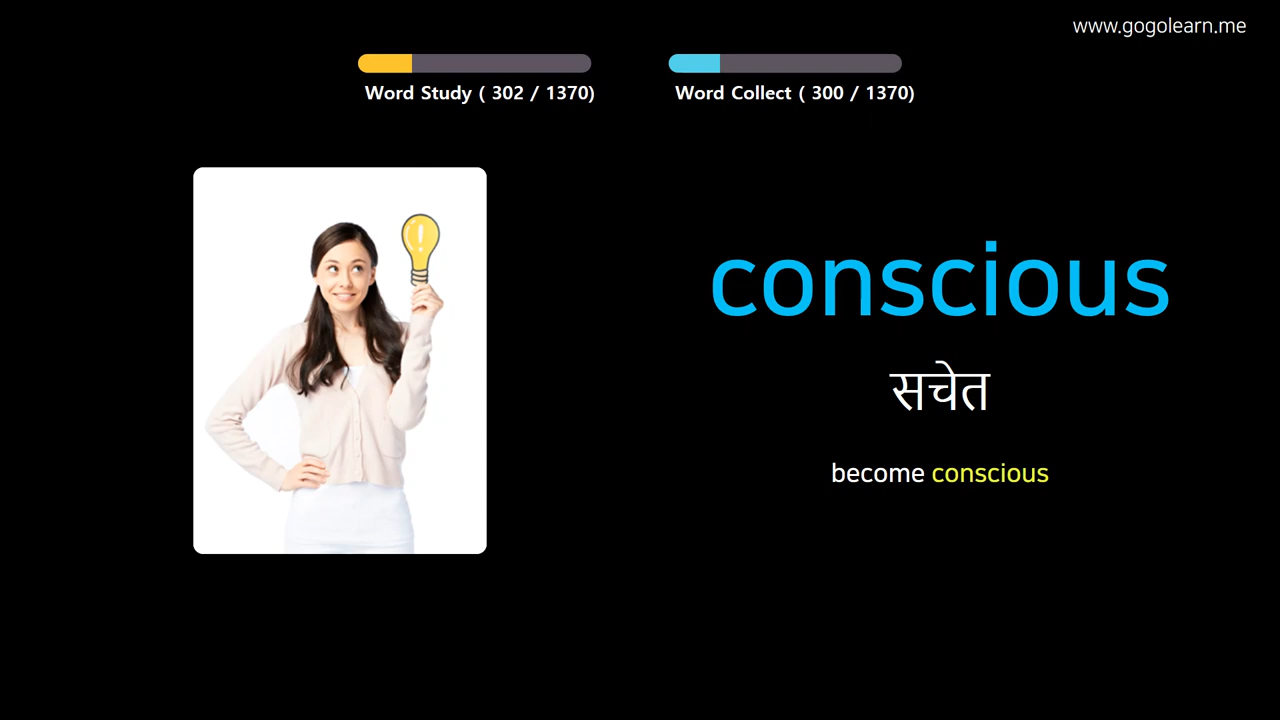 www.gogolearn.me
Word Study ( 302 / 1370)
Word Collect ( 300 / 1370)
conscious
सचेत
become conscious